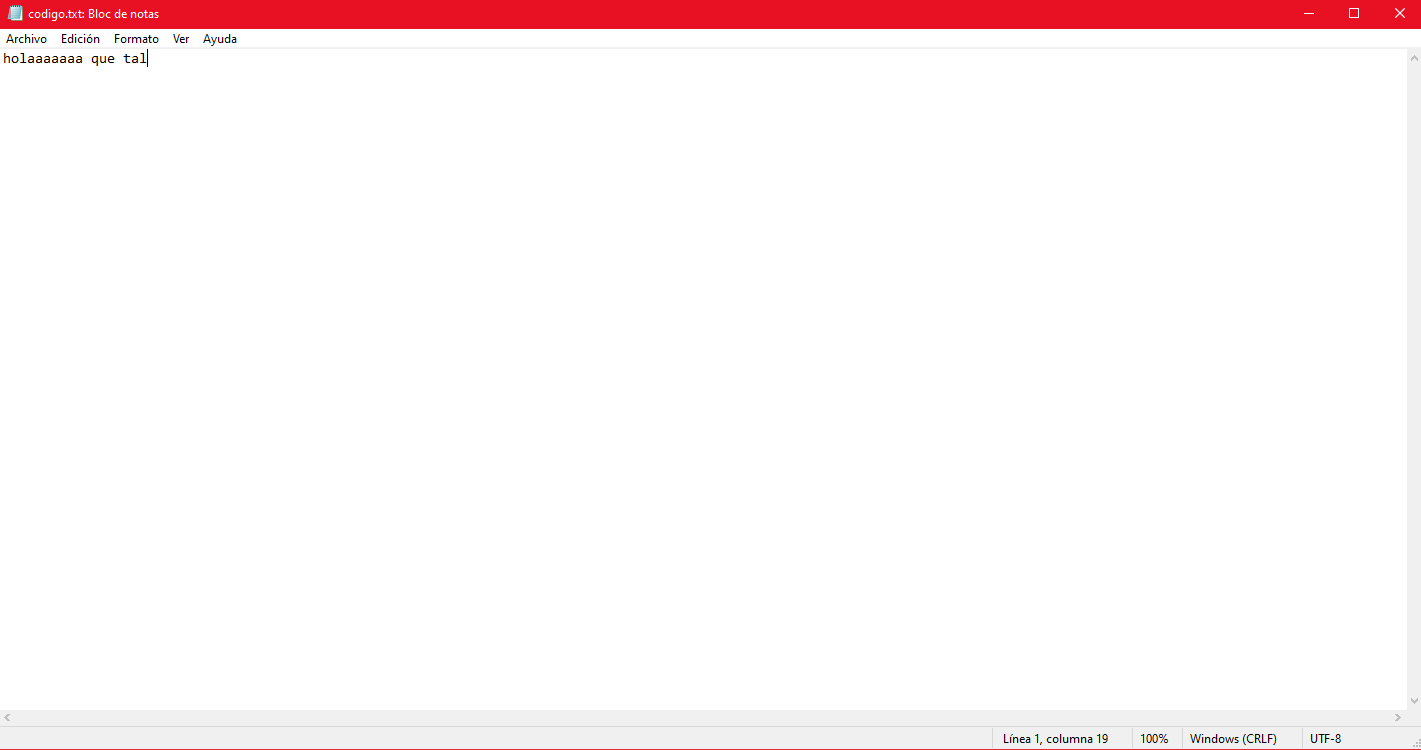 codigo.txt: Bloc de notas
Archivo Edición Formato Ver Ayuda
holaaaaaaa que tal
Línea 1, columna 19 100% Windows (CRLF) UTF-8